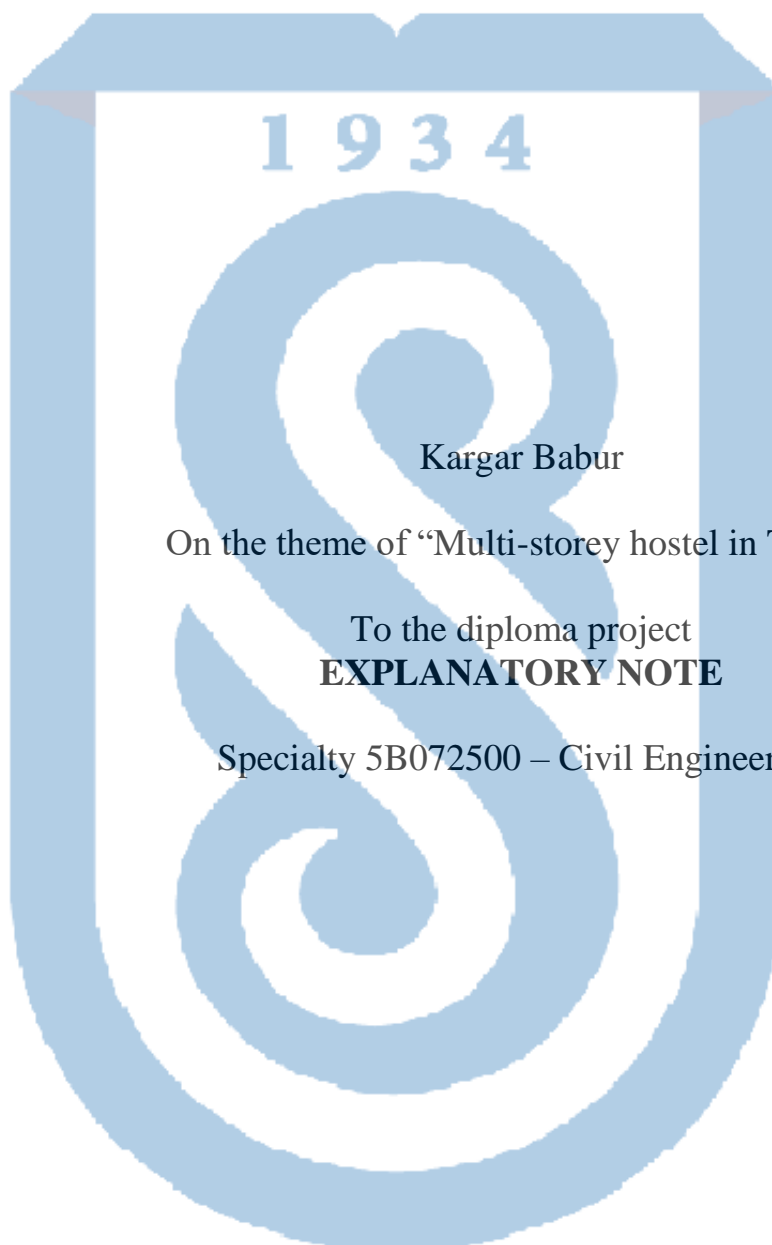 1934
Kargar Babur
On the theme of “Multi-storey hostel in
To the diploma project
EXPLANATORY NOTE
Specialty 5B072500 – Civil